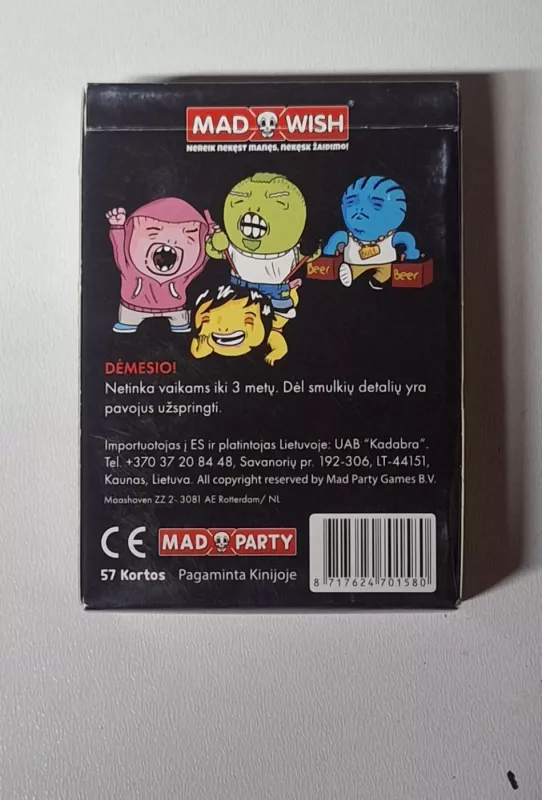 MAD WISH®
NEREIK NEKĘST MANĘS, NEKĘSK ŽAIDIMO!
Beer
Beer
DĖMESIO!
Netinka vaikams iki 3 metų. Dėl smulkių detalių yra
pavojus užspringti.
Importuotojas į ES ir platintojas Lietuvoje: UAB "Kadabra".
Tel. +370 37 20 84 48, Savanorių pr. 192-306, LT-44151,
Kaunas, Lietuva. All copyright reserved by Mad Party Games B.V.
Maashaven ZZ 2- 3081 AE Rotterdam/ NL
CE MAD PARTY
57 Kortos Pagaminta Kinijoje
8 717624 701580